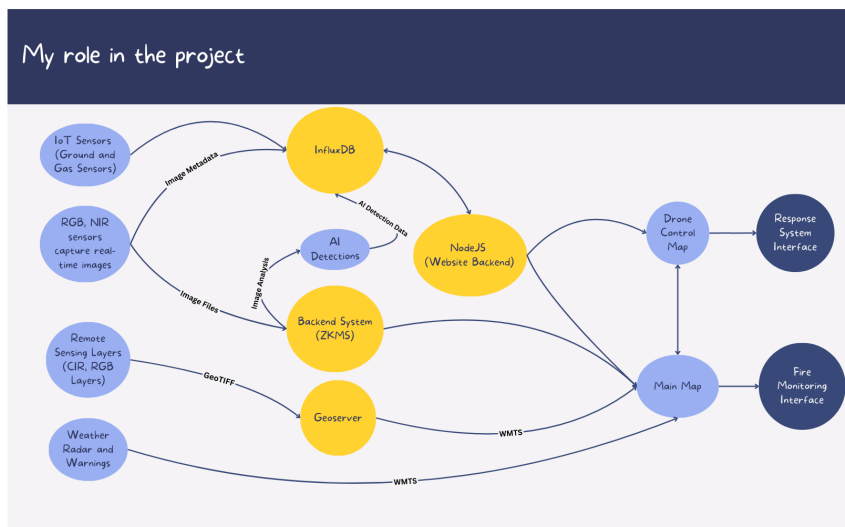 My role in the project
IoT Sensors
(Ground and
Gas Sensors)
Image Metadata
InfluxDB
RGB, NIR
sensors
capture real-
time images
AI Detection Data
AI
Detections
Image Analysis
Image Files
NodeJS
(Website Backend)
Drone
Control
Map
Response
System
Interface
Backend System
(ZKMS)
Remote
Sensing Layers
(CIR, RGB
Layers)
GeoTIFF
Geoserver
WMTS
Main Map
Fire
Monitoring
Interface
Weather
Radar and
Warnings
WMTS